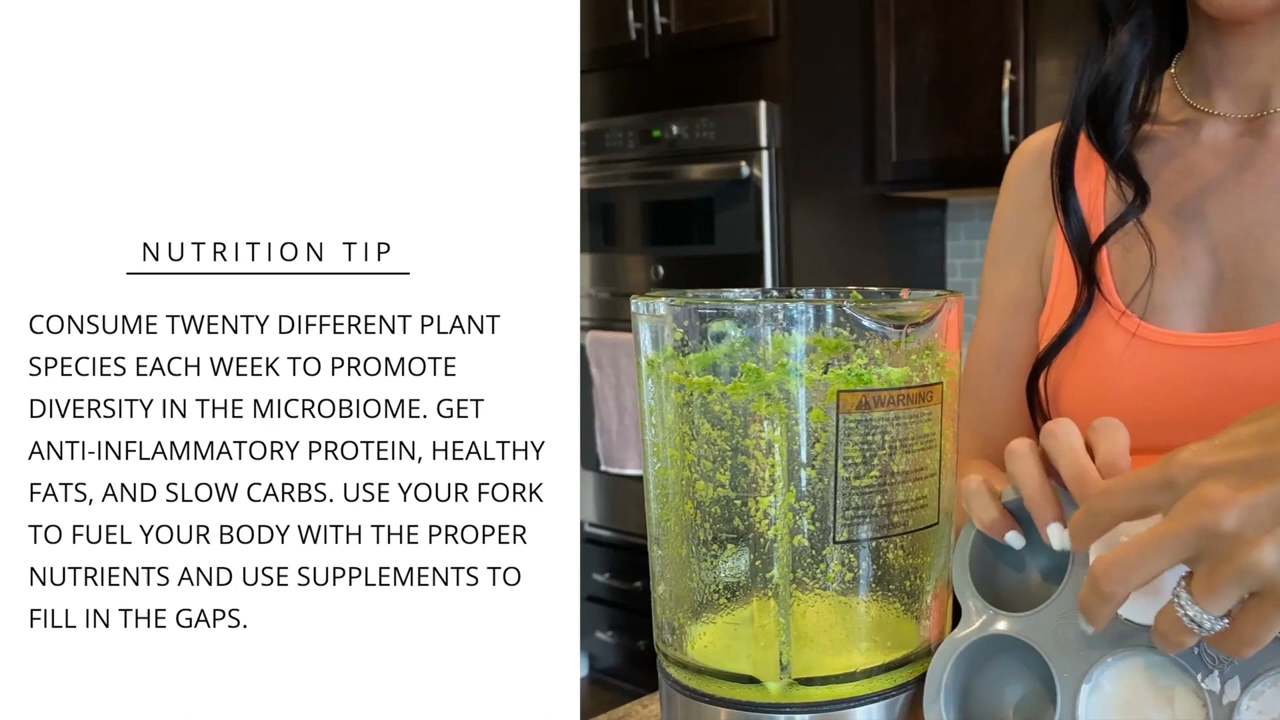 NUTRITION TIP
CONSUME TWENTY DIFFERENT PLANT
SPECIES EACH WEEK TO PROMOTE
DIVERSITY IN THE MICROBIOME. GET
ANTI-INFLAMMATORY PROTEIN, HEALTHY
FATS, AND SLOW CARBS. USE YOUR FORK
TO FUEL YOUR BODY WITH THE PROPER
NUTRIENTS AND USE SUPPLEMENTS TO
FILL IN THE GAPS.
WARNING